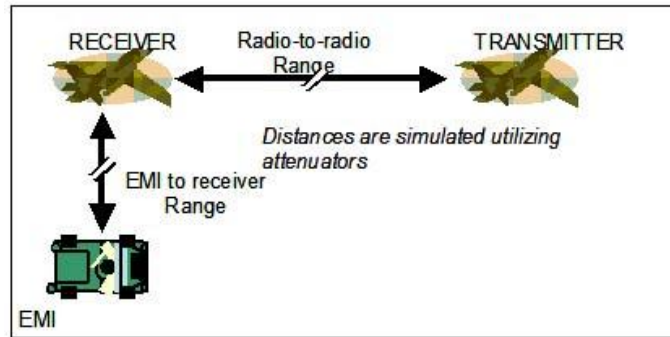 RECEIVER
Radio-to-radio
Range
TRANSMITTER
Distances are simulated utilizing
attenuators
EMI to receiver
Range
EMI